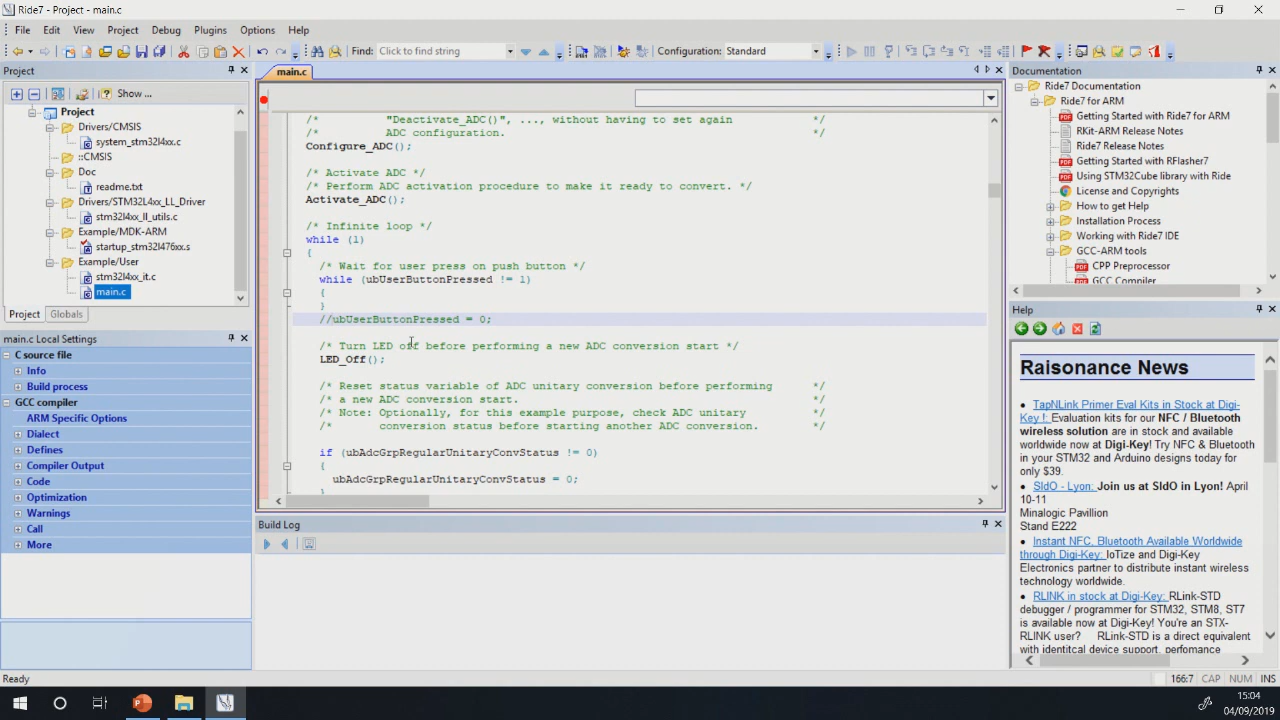 Ride7 - Project - main.c
File Edit View Project Debug Plugins Options Help
Find: Click to find string Configuration: Standard
Project
Show ...
Project
Drivers/CMSIS
system_stm32l4xx.c
::CMSIS
Doc
readme.txt
Drivers/STM32L4xx_LL_Driver
stm32l4xx_ll_utils.c
Example/MDK-ARM
startup_stm32l476xx.s
Example/User
stm32l4xx_it.c
main.c
Project Globals
main.c Local Settings
C source file
Info
Build process
GCC compiler
ARM Specific Options
Dialect
Defines
Compiler Output
Code
Optimization
Warnings
Call
More
main.c
/* "Deactivate_ADC()", ..., without having to set again */
/* ADC configuration. */
Configure_ADC();
/* Activate ADC */
/* Perform ADC activation procedure to make it ready to convert. */
Activate_ADC();
/* Infinite loop */
while (1)
{
/* Wait for user press on push button */
while (ubUserButtonPressed != 1)
{
}
//ubUserButtonPressed = 0;
/* Turn LED off before performing a new ADC conversion start */
LED_Off();
/* Reset status variable of ADC unitary conversion before performing */
/* a new ADC conversion start. */
/* Note: Optionally, for this example purpose, check ADC unitary */
/* conversion status before starting another ADC conversion. */
if (ubAdcGrpRegularUnitaryConvStatus != 0)
{
ubAdcGrpRegularUnitaryConvStatus = 0;
}
Build Log
Documentation
Ride7 Documentation
Ride7 for ARM
Getting Started with Ride7 for ARM
RKit-ARM Release Notes
Ride7 Release Notes
Getting Started with RFlasher7
Using STM32Cube library with Ride
License and Copyrights
How to get Help
Installation Process
Working with Ride7 IDE
GCC-ARM tools
CPP Preprocessor
GCC Compiler
Help
Raisonance News
TapNLink Primer Eval Kits in Stock at Digi-
Key !: Evaluation kits for our NFC / Bluetooth
wireless solution are in stock and available
worldwide now at Digi-Key! Try NFC & Bluetooth
in your STM32 and Arduino designs today for
only $39.
SIdO - Lyon: Join us at SIdO in Lyon! April
10-11
Minalogic Pavillion
Stand E222
Instant NFC, Bluetooth Available Worldwide
through Digi-Key: IoTize and Digi-Key
Electronics partner to distribute instant wireless
technology worldwide.
RLINK in stock at Digi-Key: RLink-STD
debugger / programmer for STM32, STM8, ST7
is available now at Digi-Key! You're an STX-
RLINK user? RLink-STD is a direct equivalent
with identitcal device support, perfomance
Ready 166:7 CAP NUM INS
15:04
04/09/2019